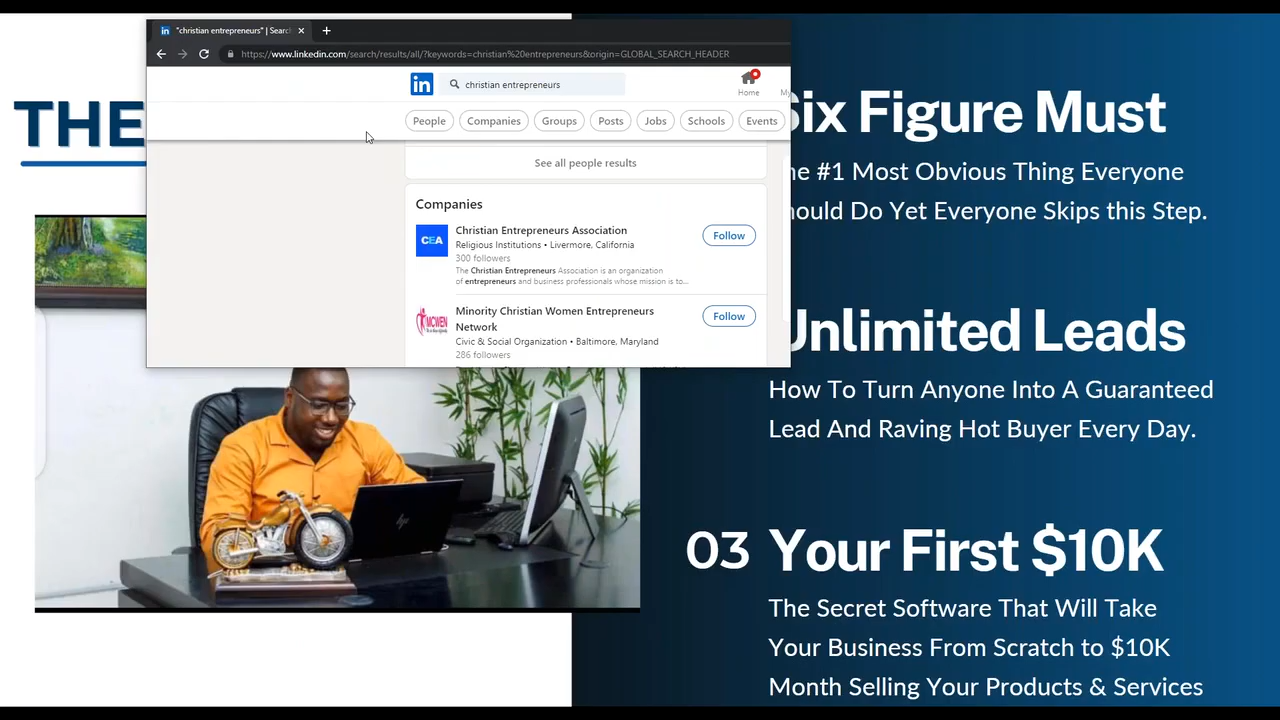 "christian entrepreneurs" | Searc
https://www.linkedin.com/search/results/all/?keywords=christian%20entrepreneurs&origin=GLOBAL_SEARCH_HEADER
in
christian entrepreneurs
Home
My
People
Companies
Groups
Posts
Jobs
Schools
Events
See all people results
Companies
CEA
Christian Entrepreneurs Association
Religious Institutions • Livermore, California
300 followers
The Christian Entrepreneurs Association is an organization
of entrepreneurs and business professionals whose mission is to...
Follow
MCWEN
Minority Christian Women Entrepreneurs
Network
Civic & Social Organization • Baltimore, Maryland
286 followers
Follow
THE
Six Figure Must
he #1 Most Obvious Thing Everyone
hould Do Yet Everyone Skips this Step.
Unlimited Leads
How To Turn Anyone Into A Guaranteed
Lead And Raving Hot Buyer Every Day.
03 Your First $10K
The Secret Software That Will Take
Your Business From Scratch to $10K
Month Selling Your Products & Services
hp